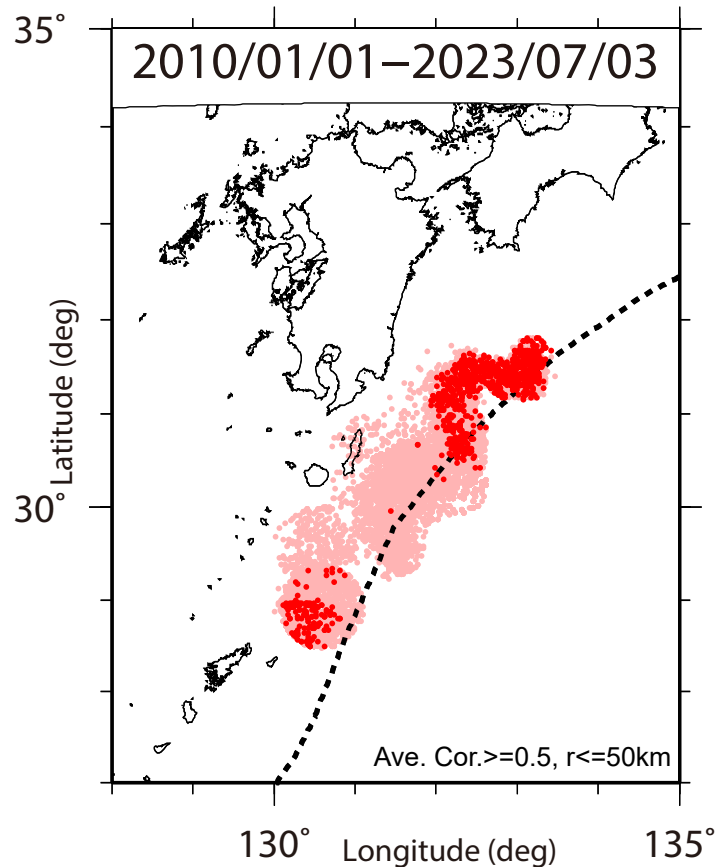 35°
2010/01/01−2023/07/03
Latitude (deg)
30°
Ave. Cor.>=0.5, r<=50km
130°
Longitude (deg)
135°